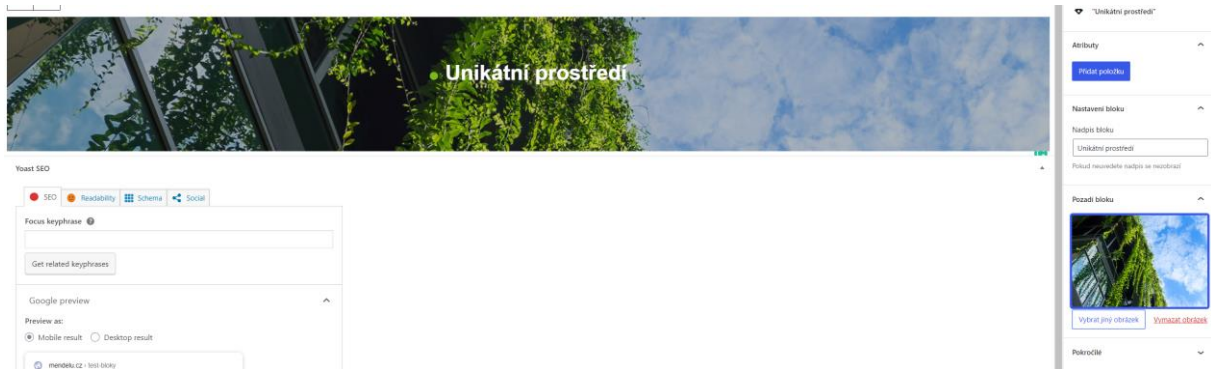 Unikátní prostředí
Yoast SEO
SEO
Readability
Schema
Social
Focus keyphrase
Get related keyphrases
Google preview
Preview as:
Mobile result
Desktop result
mendelu.cz › test-bloky
"Unikátní prostředí"
Atributy
Přidat položku
Nastavení bloku
Nadpis bloku
Unikátní prostředí
Pokud neuvedete nadpis se nezobrazí
Pozadí bloku
Vybrat jiný obrázek
Vymazat obrázek
Pokročilé